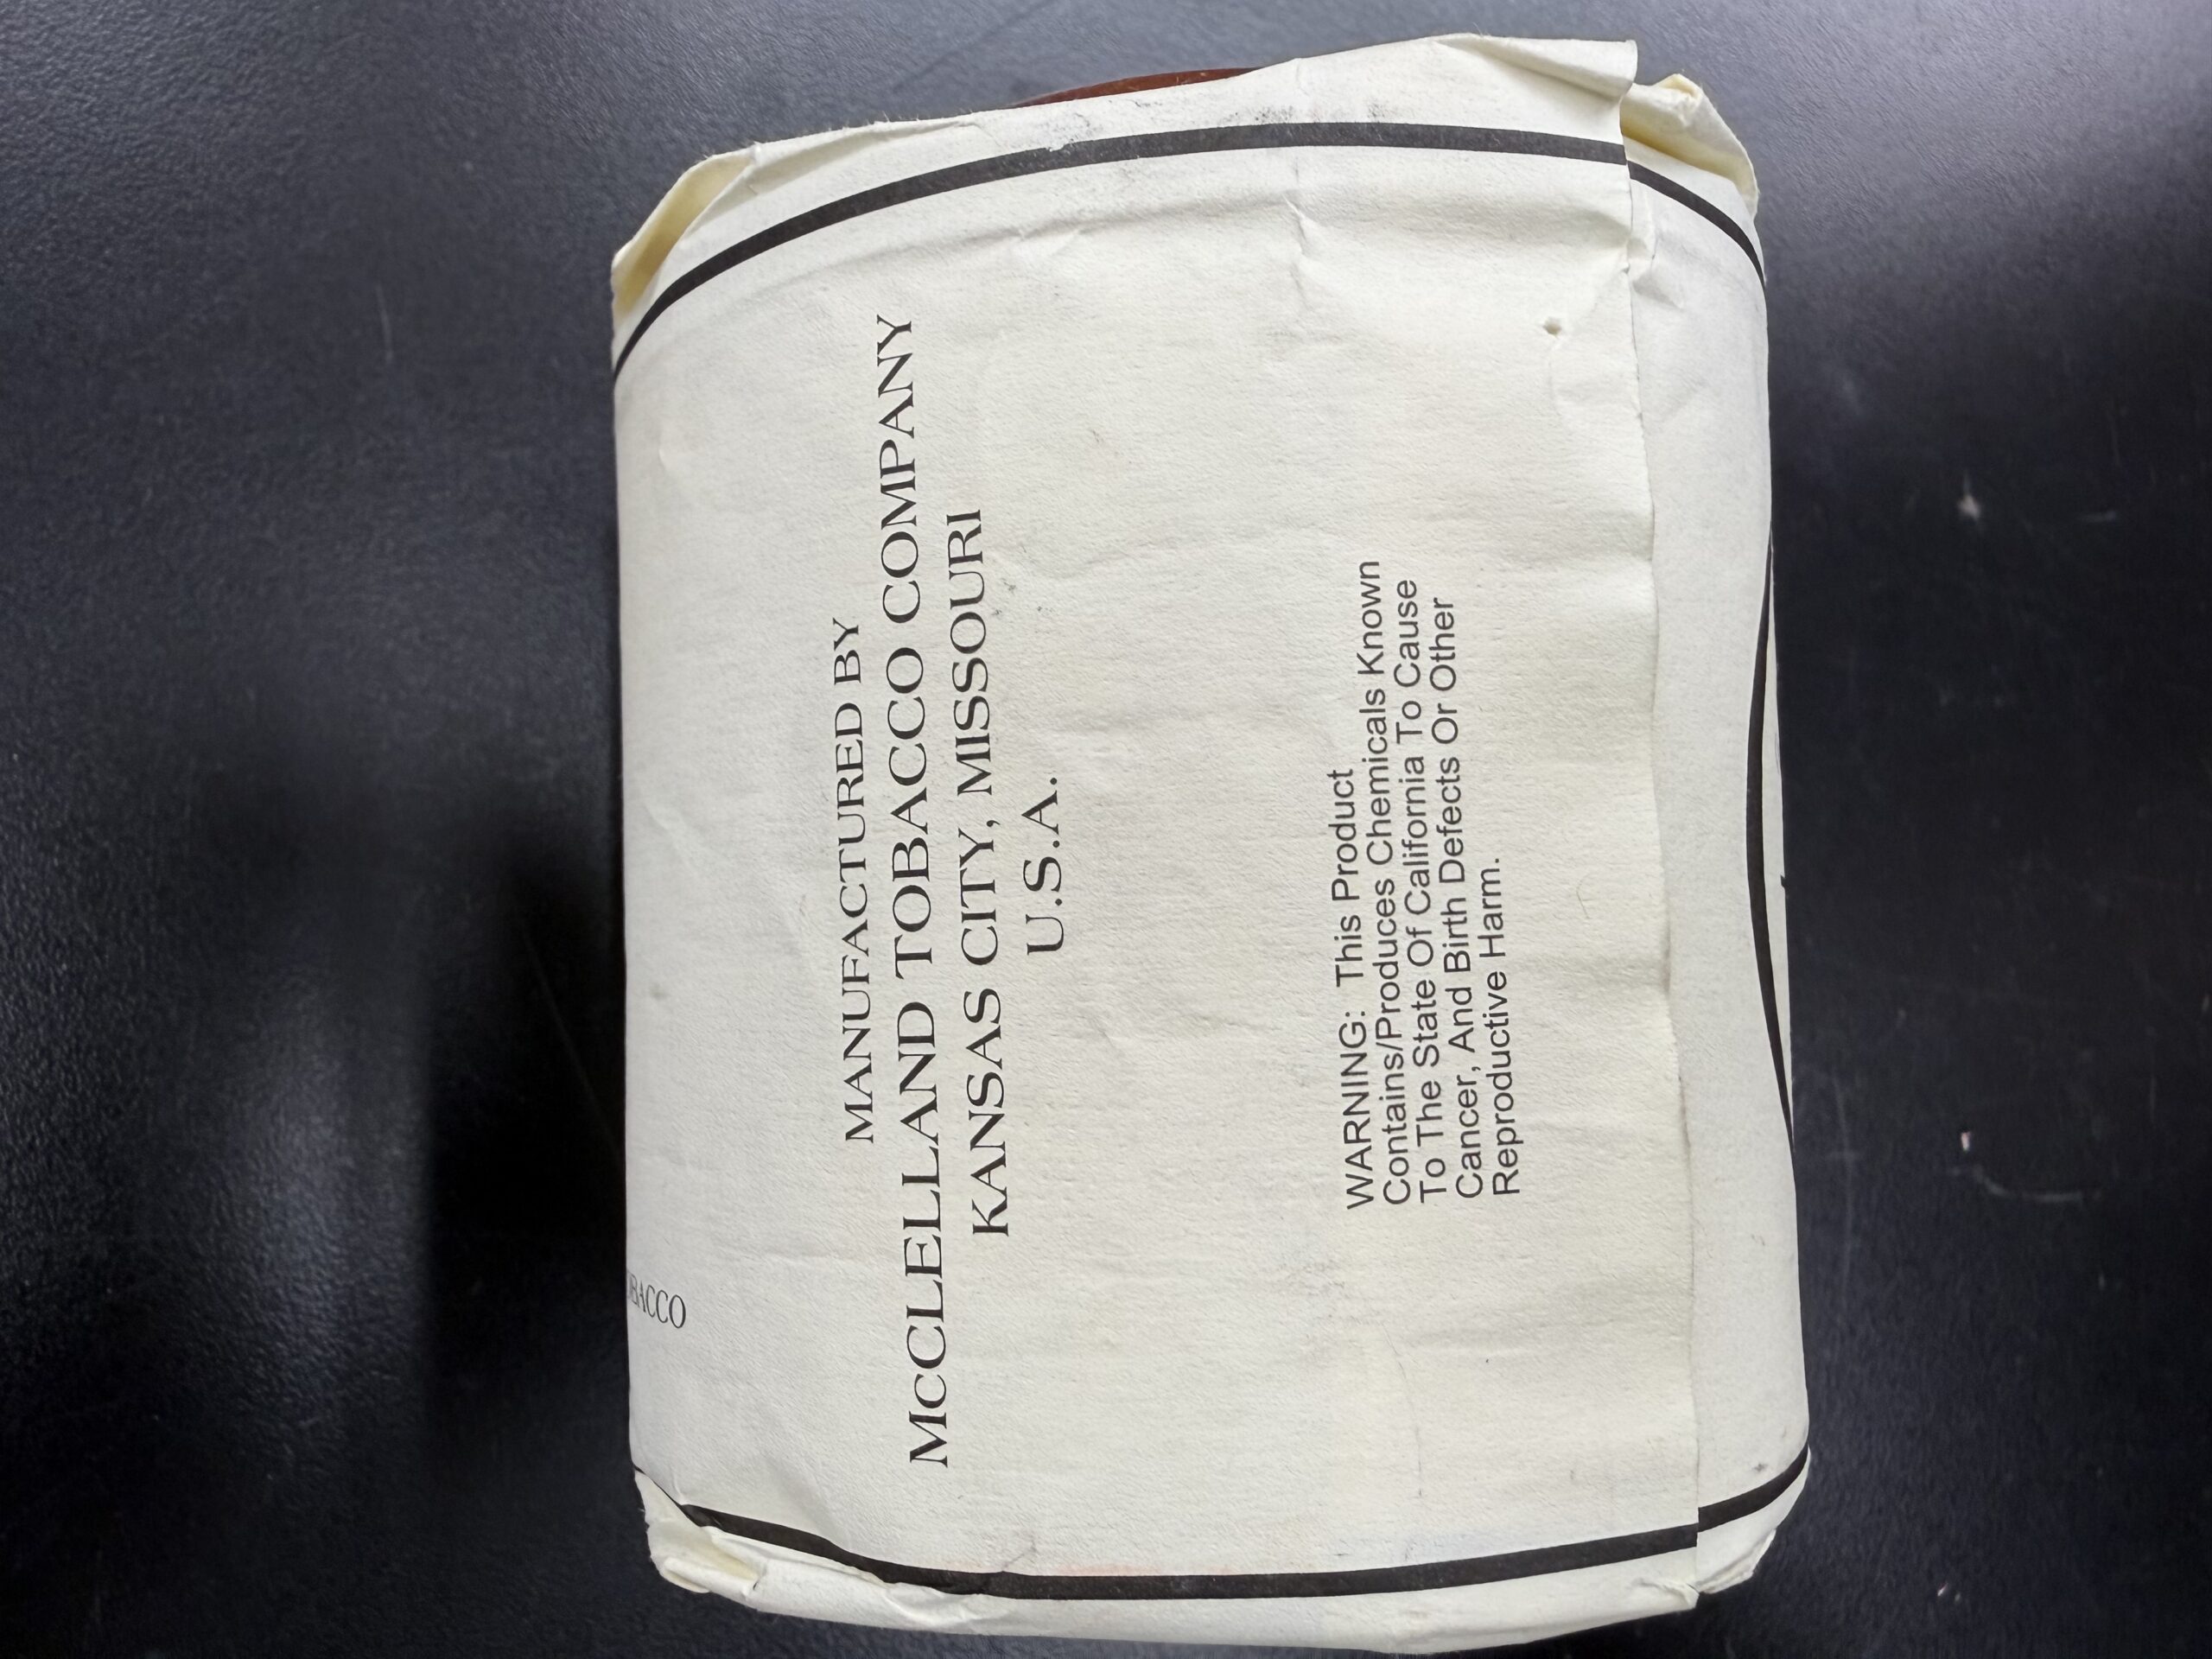 MANUFACTURED BY
McCLELLAND TOBACCO COMPANY
KANSAS CITY, MISSOURI
U.S.A.
WARNING: This Product
Contains/Produces Chemicals Known
To The State Of California To Cause
Cancer, And Birth Defects Or Other
Reproductive Harm.